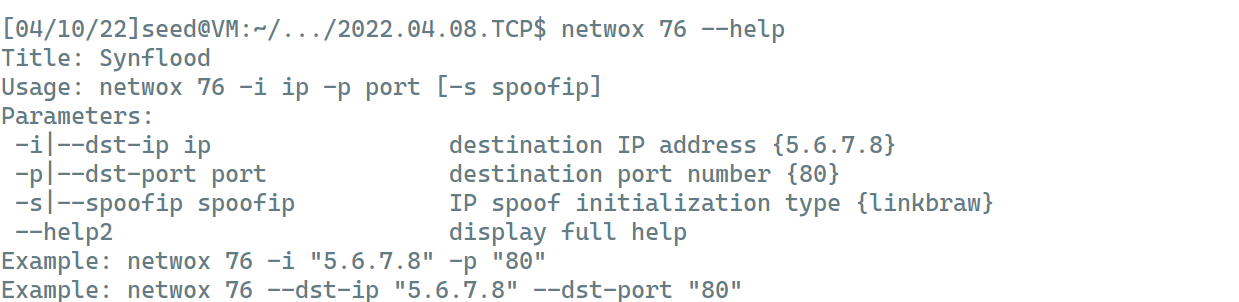 [04/10/22]seed@VM:~/.../2022.04.08.TCP$ netwox 76 --help
Title: Synflood
Usage: netwox 76 -i ip -p port [-s spoofip]
Parameters:
 -i|--dst-ip ip                 destination IP address {5.6.7.8}
 -p|--dst-port port             destination port number {80}
 -s|--spoofip spoofip           IP spoof initialization type {linkbraw}
 --help2                        display full help
Example: netwox 76 -i "5.6.7.8" -p "80"
Example: netwox 76 --dst-ip "5.6.7.8" --dst-port "80"